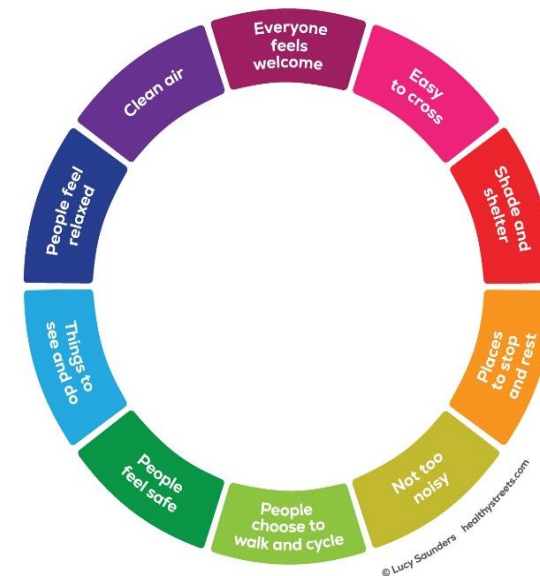 Everyone
feels
welcome
Easy
to cross
Shade and
shelter
Places
to stop
and rest
Not too
noisy
People
choose to
walk and cycle
People
feel safe
Things to
see and do
People feel
relaxed
Clean air
© Lucy Saunders healthystreets.com